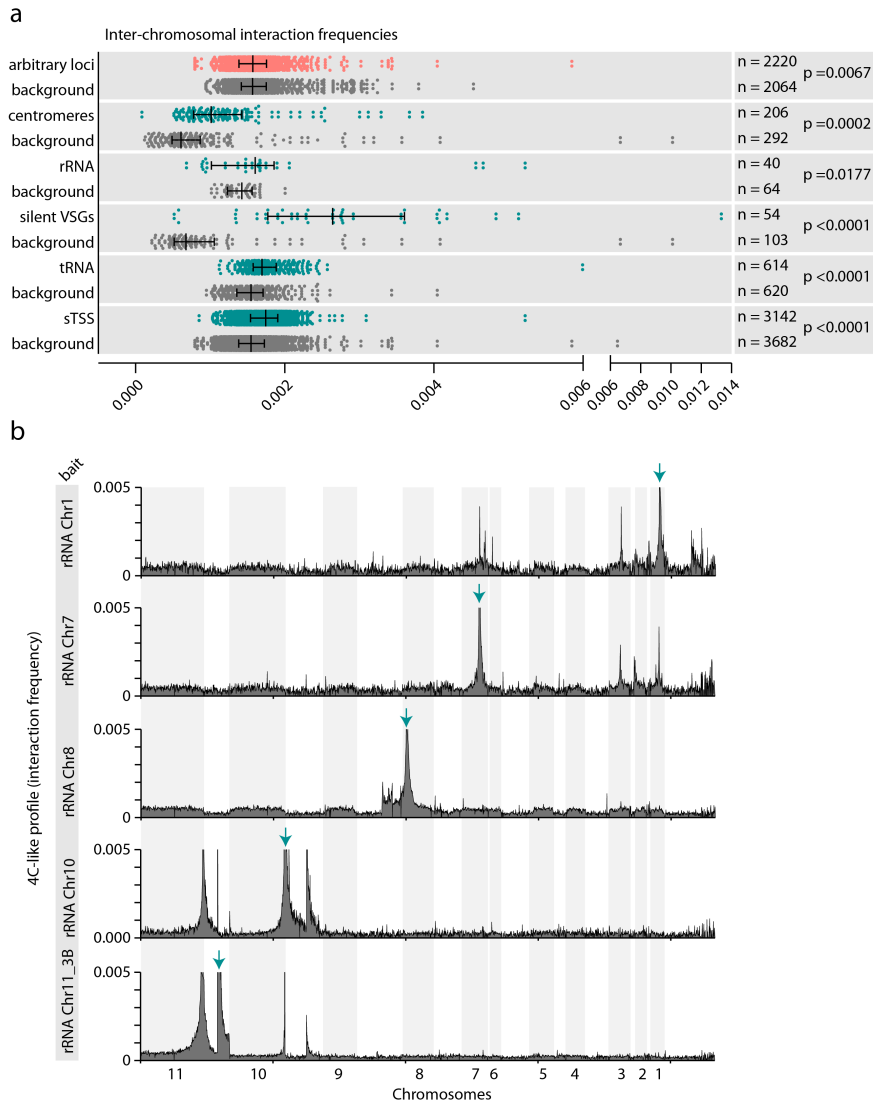 a
Inter-chromosomal interaction frequencies
arbitrary loci
n = 2220
p =0.0067
background
n = 2064
centromeres
n = 206
p =0.0002
background
n = 292
rRNA
n = 40
p =0.0177
background
n = 64
silent VSGs
n = 54
p <0.0001
background
n = 103
tRNA
n = 614
p <0.0001
background
n = 620
sTSS
n = 3142
p <0.0001
background
n = 3682
0.000 0.002 0.004 0.006 0.006 0.008 0.010 0.012 0.014
b
bait
4C-like profile (interaction frequency)
rRNA Chr1
0.005
0
rRNA Chr7
0.005
0
rRNA Chr8
0.005
0
rRNA Chr10
0.005
0.000
rRNA Chr11_3B
0.005
0
11 10 9 8 7 6 5 4 3 2 1
Chromosomes